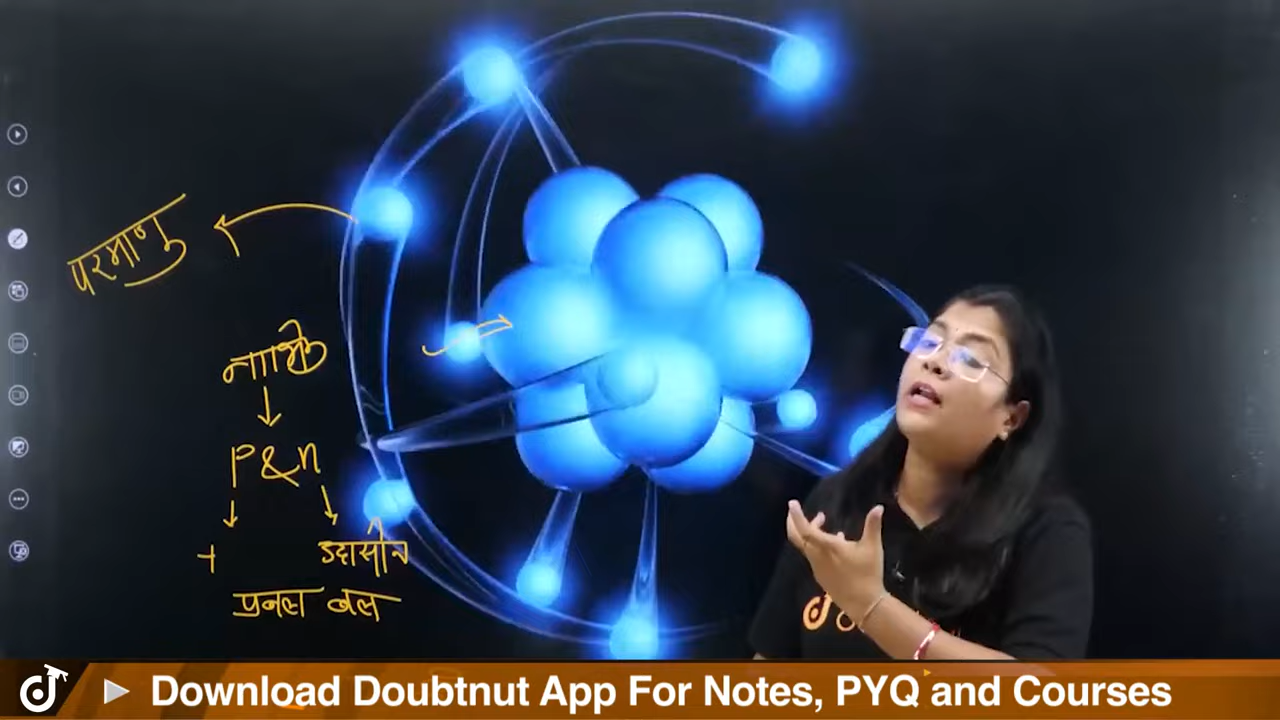 परमाणु
नाभिक
P & n
+ उदासीन
प्रबल बल
Download Doubtnut App For Notes, PYQ and Courses